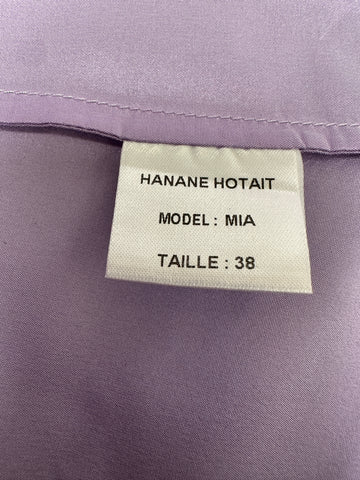 HANANE HOTAIT
MODEL : MIA
TAILLE : 38